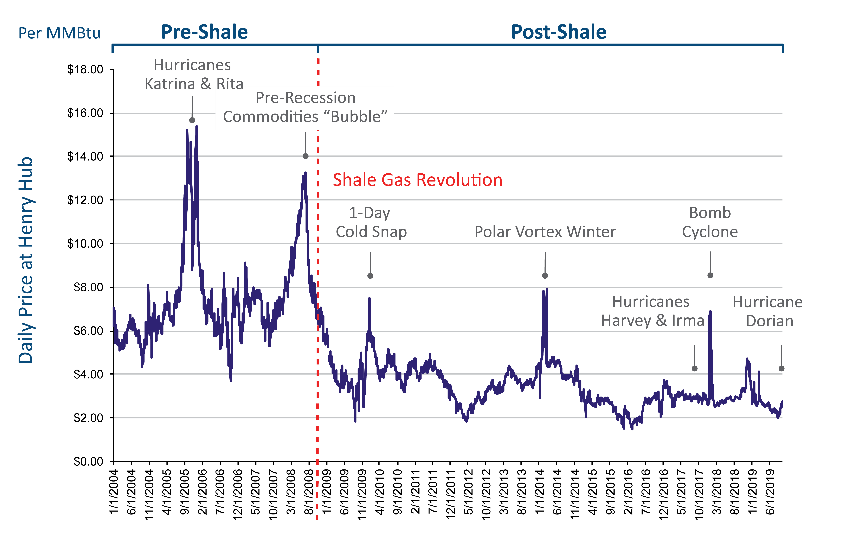 Per MMBtu
Pre-Shale
Post-Shale
Daily Price at Henry Hub
$18.00
$16.00
$14.00
$12.00
$10.00
$8.00
$6.00
$4.00
$2.00
$0.00
Hurricanes
Katrina & Rita
Pre-Recession
Commodities “Bubble”
Shale Gas Revolution
1-Day
Cold Snap
Polar Vortex Winter
Bomb
Cyclone
Hurricanes
Harvey & Irma
Hurricane
Dorian
1/1/2004
6/1/2004
11/1/2004
4/1/2005
9/1/2005
2/1/2006
7/1/2006
12/1/2006
5/1/2007
10/1/2007
3/1/2008
8/1/2008
1/1/2009
6/1/2009
11/1/2009
4/1/2010
9/1/2010
2/1/2011
7/1/2011
12/1/2011
5/1/2012
10/1/2012
3/1/2013
8/1/2013
1/1/2014
6/1/2014
11/1/2014
4/1/2015
9/1/2015
2/1/2016
7/1/2016
12/1/2016
5/1/2017
10/1/2017
3/1/2018
8/1/2018
1/1/2019
6/1/2019